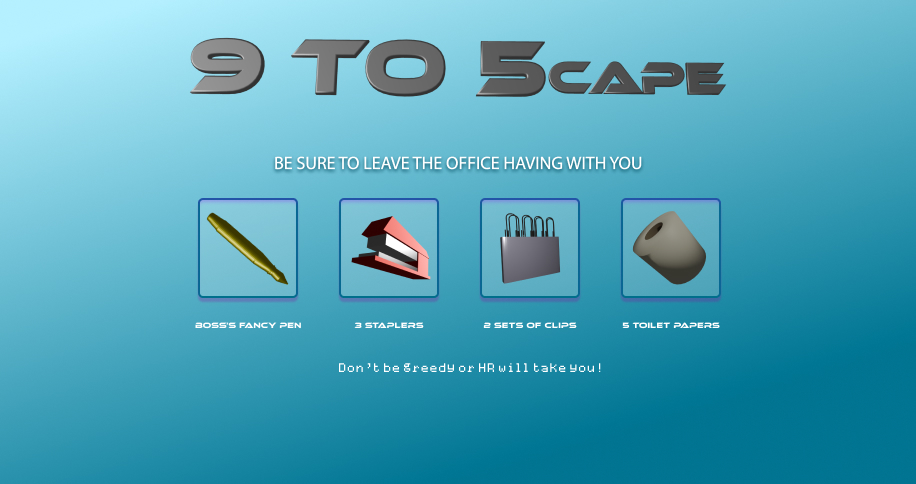 9 TO 5CAPE
BE SURE TO LEAVE THE OFFICE HAVING WITH YOU
BOSS'S FANCY PEN
3 STAPLERS
2 SETS OF CLIPS
5 TOILET PAPERS
Don't be greedy or HR will take you!